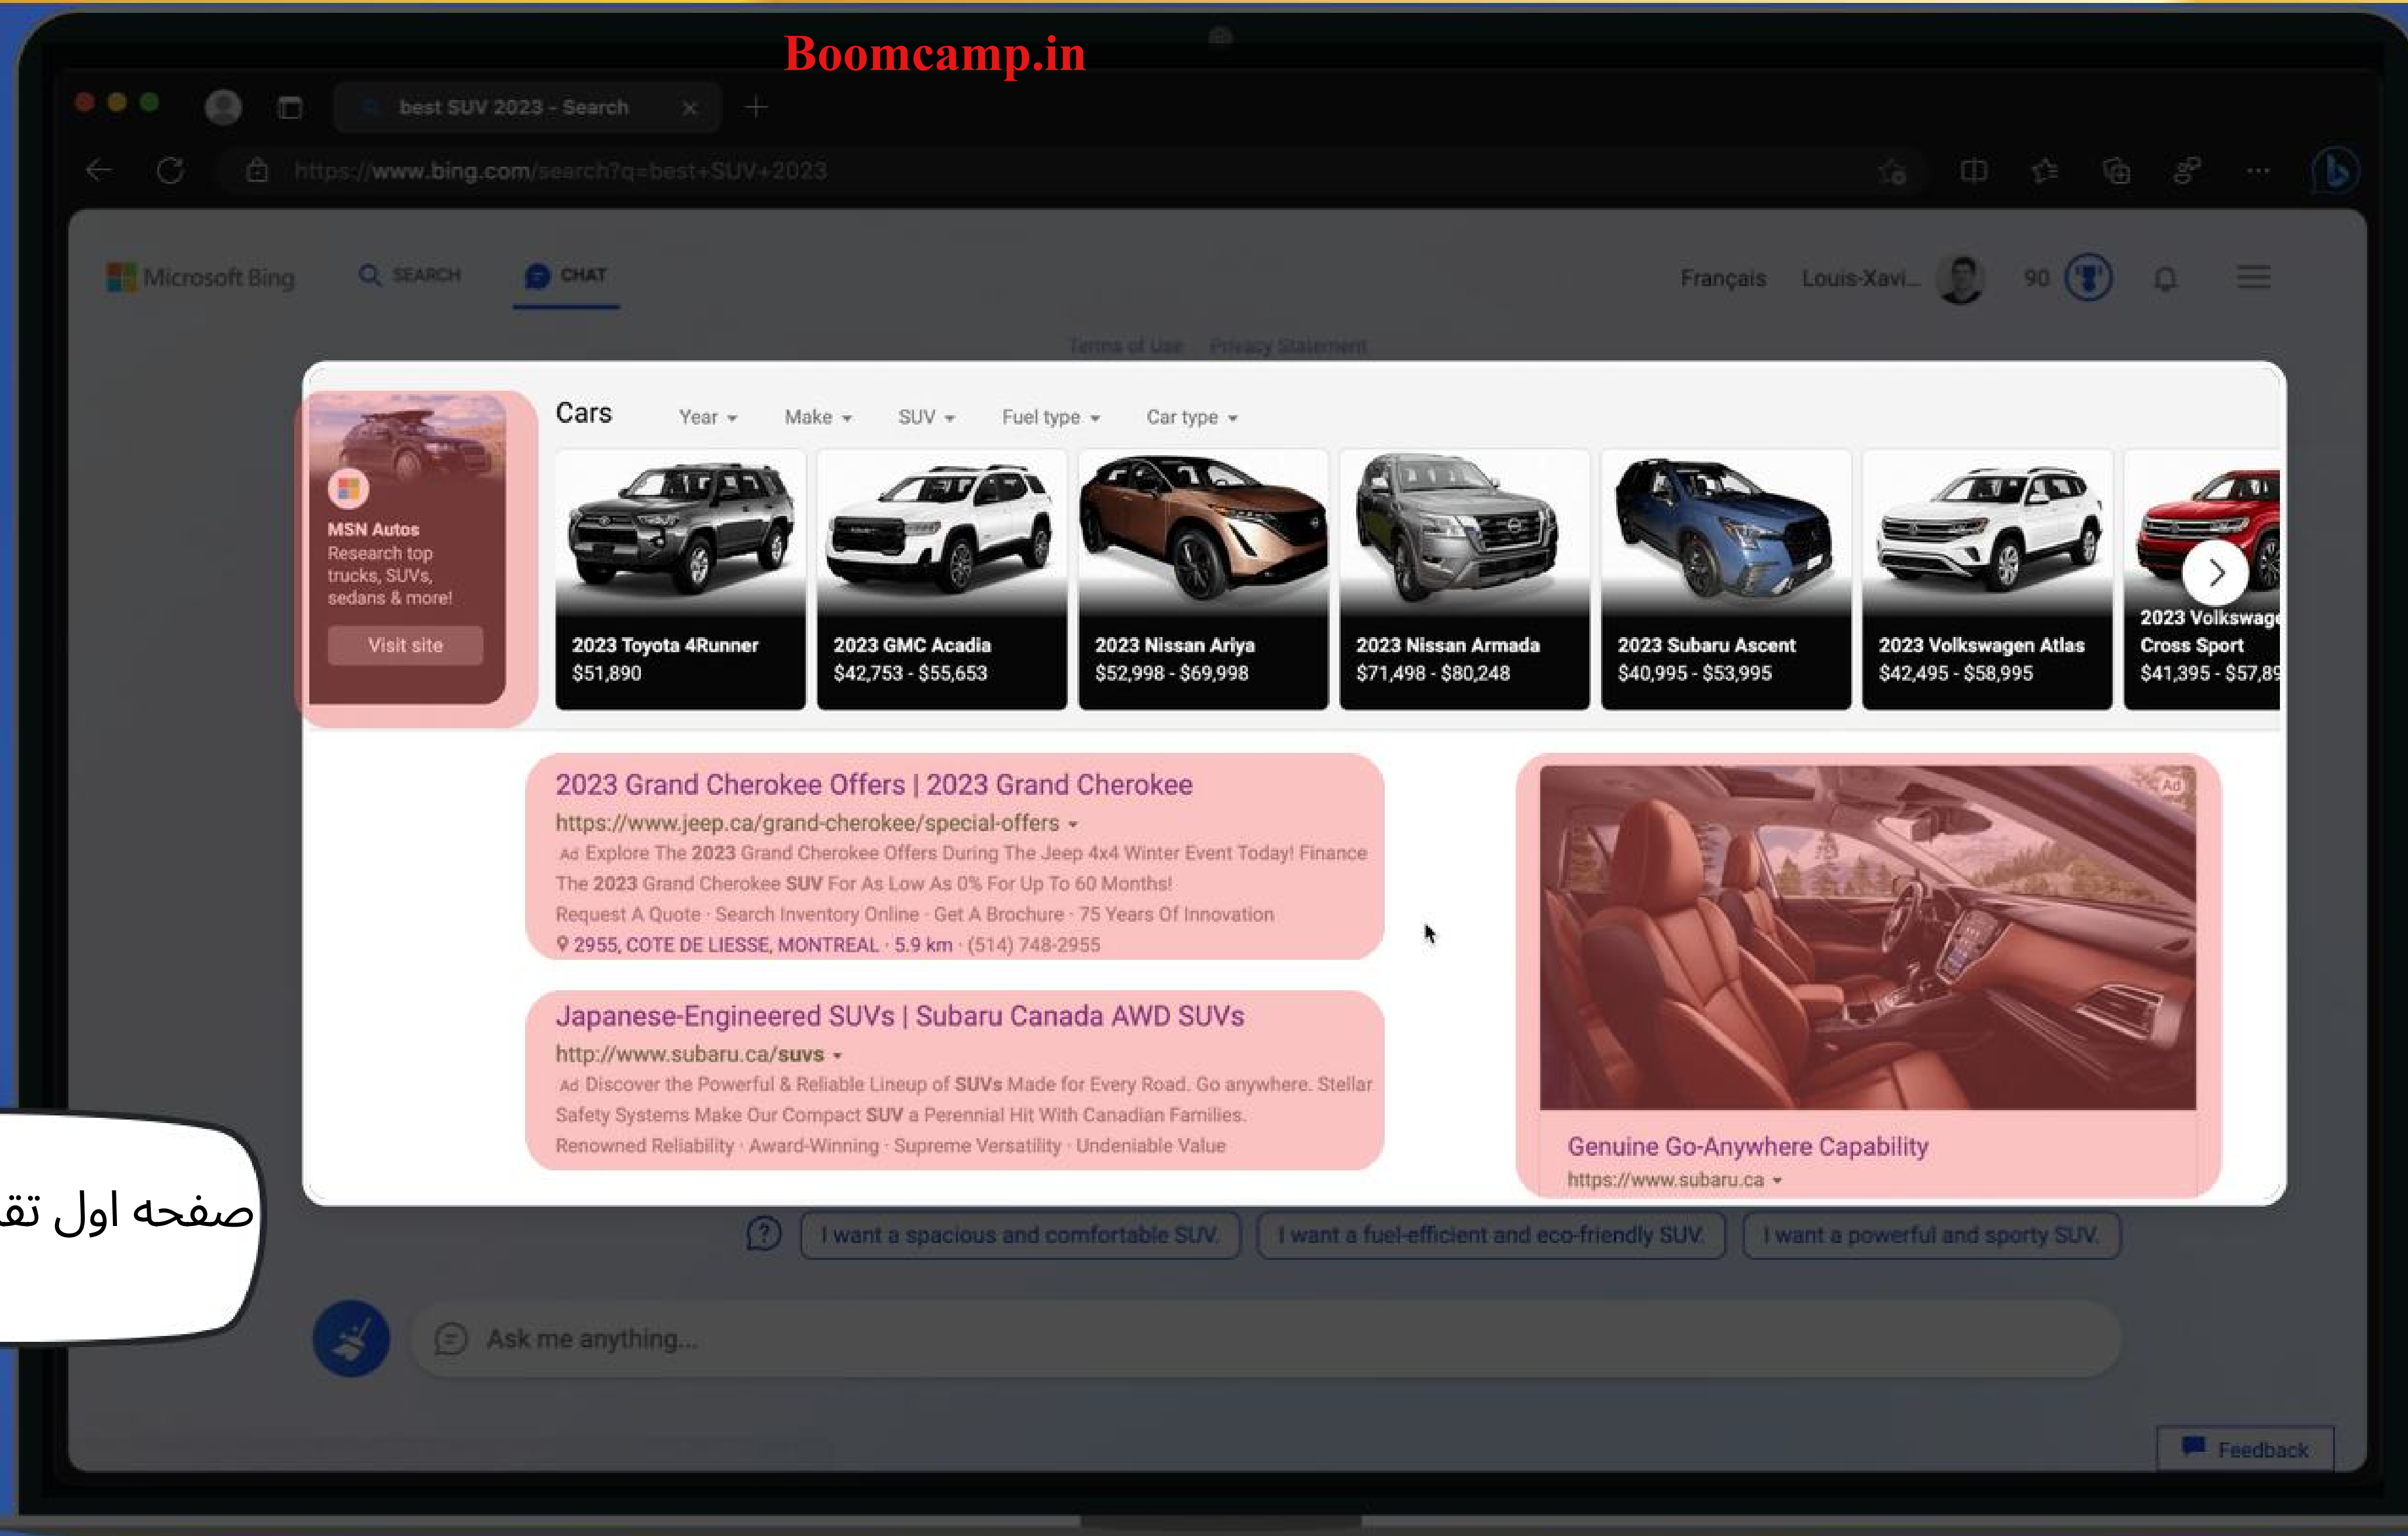 Boomcamp.in
best SUV 2023 - Search
https://www.bing.com/search?q=best+SUV+2023
Microsoft Bing
SEARCH
CHAT
Français
Louis-Xavi...
90
Terms of Use Privacy Statement
MSN Autos
Research top
trucks, SUVs,
sedans & more!
Visit site
Cars
Year
Make
SUV
Fuel type
Car type
2023 Toyota 4Runner
$51,890
2023 GMC Acadia
$42,753 - $55,653
2023 Nissan Ariya
$52,998 - $69,998
2023 Nissan Armada
$71,498 - $80,248
2023 Subaru Ascent
$40,995 - $53,995
2023 Volkswagen Atlas
$42,495 - $58,995
2023 Volkswage
Cross Sport
$41,395 - $57,89
2023 Grand Cherokee Offers | 2023 Grand Cherokee
https://www.jeep.ca/grand-cherokee/special-offers
Ad Explore The 2023 Grand Cherokee Offers During The Jeep 4x4 Winter Event Today! Finance
The 2023 Grand Cherokee SUV For As Low As 0% For Up To 60 Months!
Request A Quote · Search Inventory Online · Get A Brochure · 75 Years Of Innovation
2955, COTE DE LIESSE, MONTREAL · 5.9 km · (514) 748-2955
Japanese-Engineered SUVs | Subaru Canada AWD SUVs
http://www.subaru.ca/suvs
Ad Discover the Powerful & Reliable Lineup of SUVs Made for Every Road. Go anywhere. Stellar
Safety Systems Make Our Compact SUV a Perennial Hit With Canadian Families.
Renowned Reliability · Award-Winning · Supreme Versatility · Undeniable Value
Ad
Genuine Go-Anywhere Capability
https://www.subaru.ca
صفحه اول
I want a spacious and comfortable SUV.
I want a fuel-efficient and eco-friendly SUV.
I want a powerful and sporty SUV.
Ask me anything...
Feedback